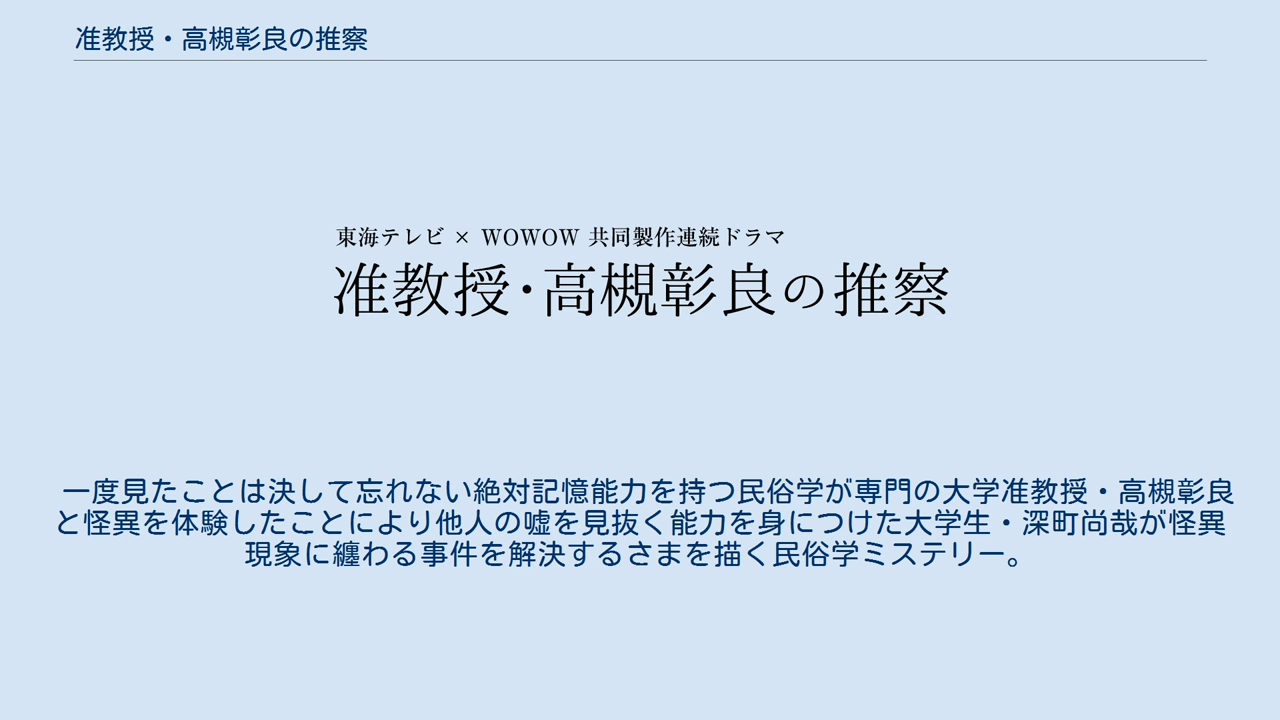 准教授・高槻彰良の推察
東海テレビ × WOWOW 共同製作連続ドラマ
准教授・高槻彰良の推察
一度見たことは決して忘れない絶対記憶能力を持つ民俗学が専門の大学准教授・高槻彰良
と怪異を体験したことにより他人の嘘を見抜く能力を身につけた大学生・深町尚哉が怪異
現象に纏わる事件を解決するさまを描く民俗学ミステリー。